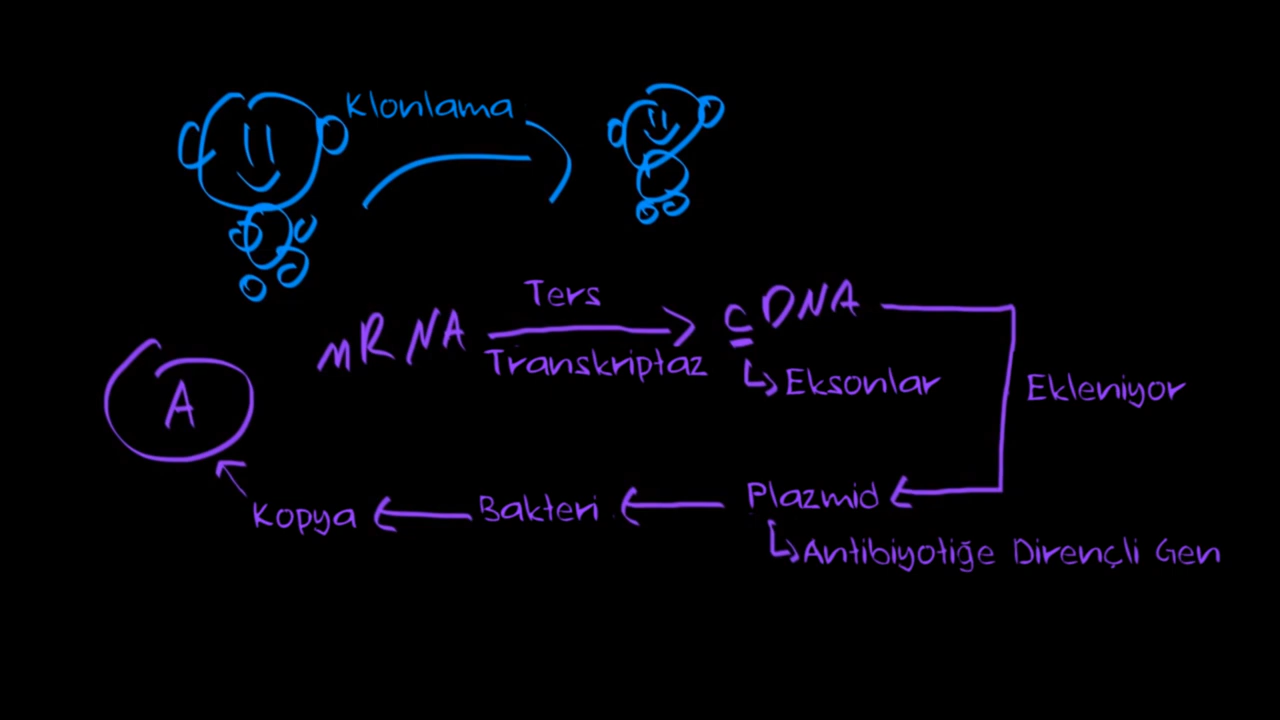 Klonlama
Ters
mRNA
cDNA
Transkriptaz
Eksonlar
Ekleniyor
A
Kopya
Bakteri
Plazmid
Antibiyotiğe Dirençli Gen